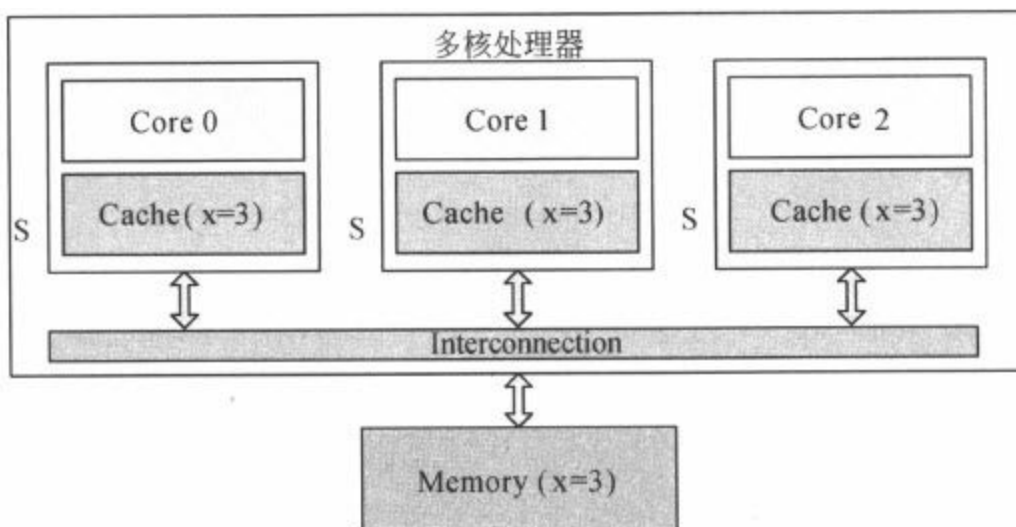 多核处理器
Core 0
Core 1
Core 2
S
Cache(x=3)
S
Cache (x=3)
S
Cache(x=3)
Interconnection
Memory (x=3)